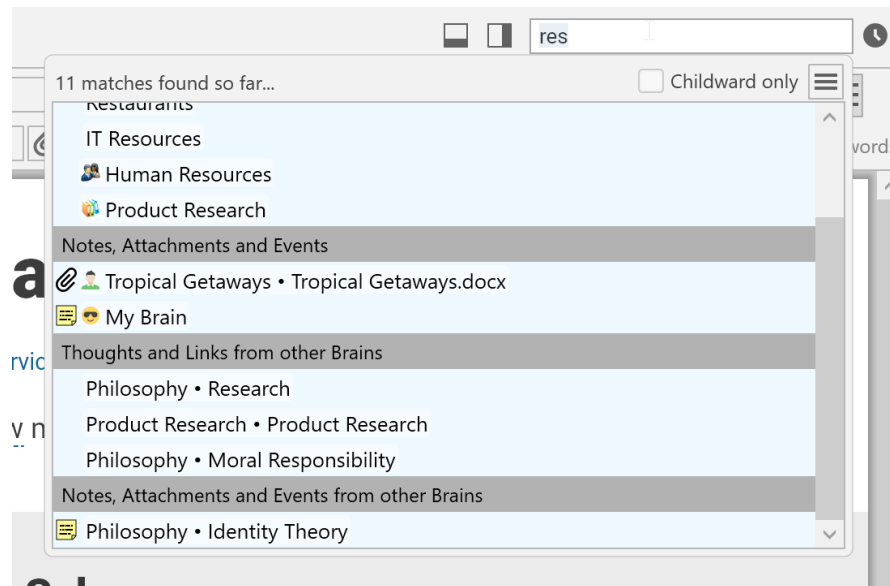 res
11 matches found so far...
Childward only
Restaurants
IT Resources
Human Resources
Product Research
Notes, Attachments and Events
Tropical Getaways • Tropical Getaways.docx
My Brain
Thoughts and Links from other Brains
Philosophy • Research
Product Research • Product Research
Philosophy • Moral Responsibility
Notes, Attachments and Events from other Brains
Philosophy • Identity Theory